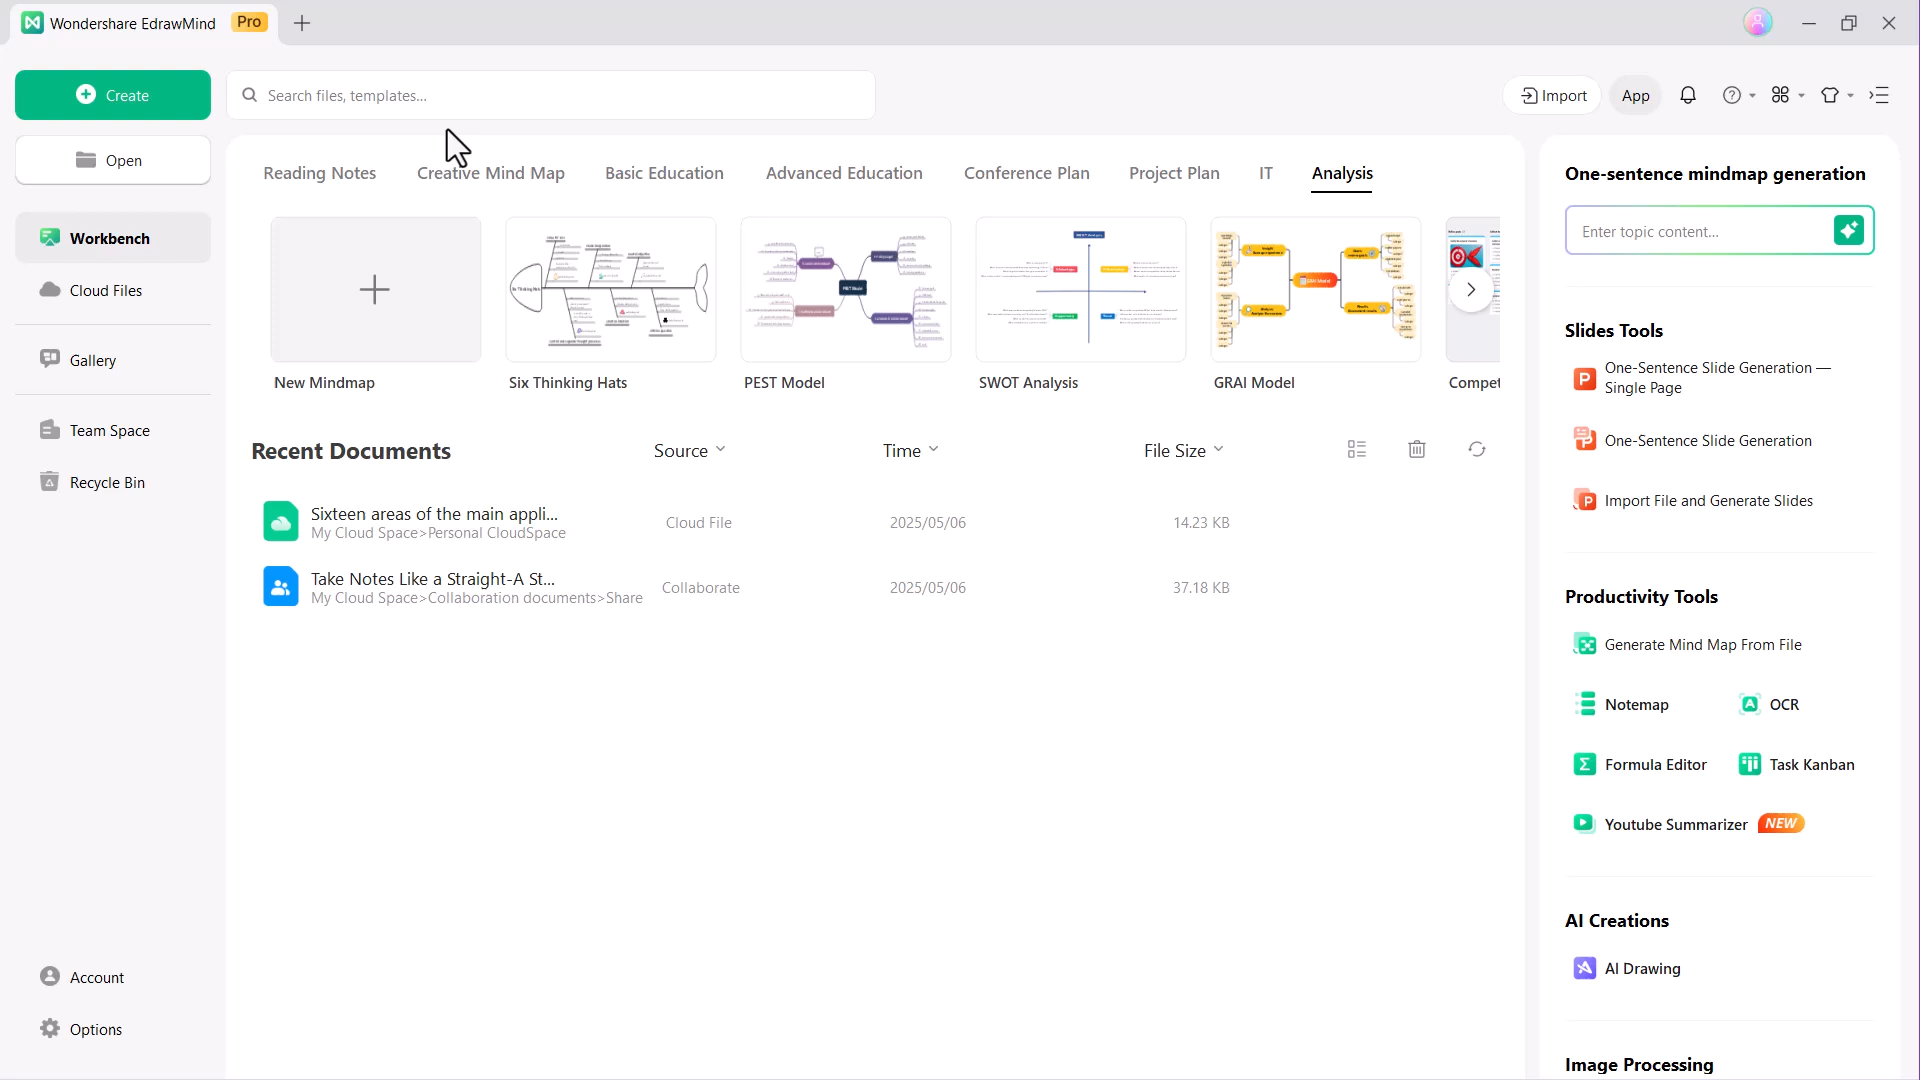 Wondershare EdrawMind Pro
Create
Search files, templates...
Import
App
Open
Workbench
Cloud Files
Gallery
Team Space
Recycle Bin
Account
Options
Reading Notes
Creative Mind Map
Basic Education
Advanced Education
Conference Plan
Project Plan
IT
Analysis
New Mindmap
Six Thinking Hats
PEST Model
SWOT Analysis
GRAI Model
Compet
Recent Documents
Source
Time
File Size
Sixteen areas of the main appli...
My Cloud Space>Personal CloudSpace
Cloud File
2025/05/06
14.23 KB
Take Notes Like a Straight-A St...
My Cloud Space>Collaboration documents>Share
Collaborate
2025/05/06
37.18 KB
One-sentence mindmap generation
Enter topic content...
Slides Tools
One-Sentence Slide Generation —
Single Page
One-Sentence Slide Generation
Import File and Generate Slides
Productivity Tools
Generate Mind Map From File
Notemap
OCR
Formula Editor
Task Kanban
Youtube Summarizer NEW
AI Creations
AI Drawing
Image Processing